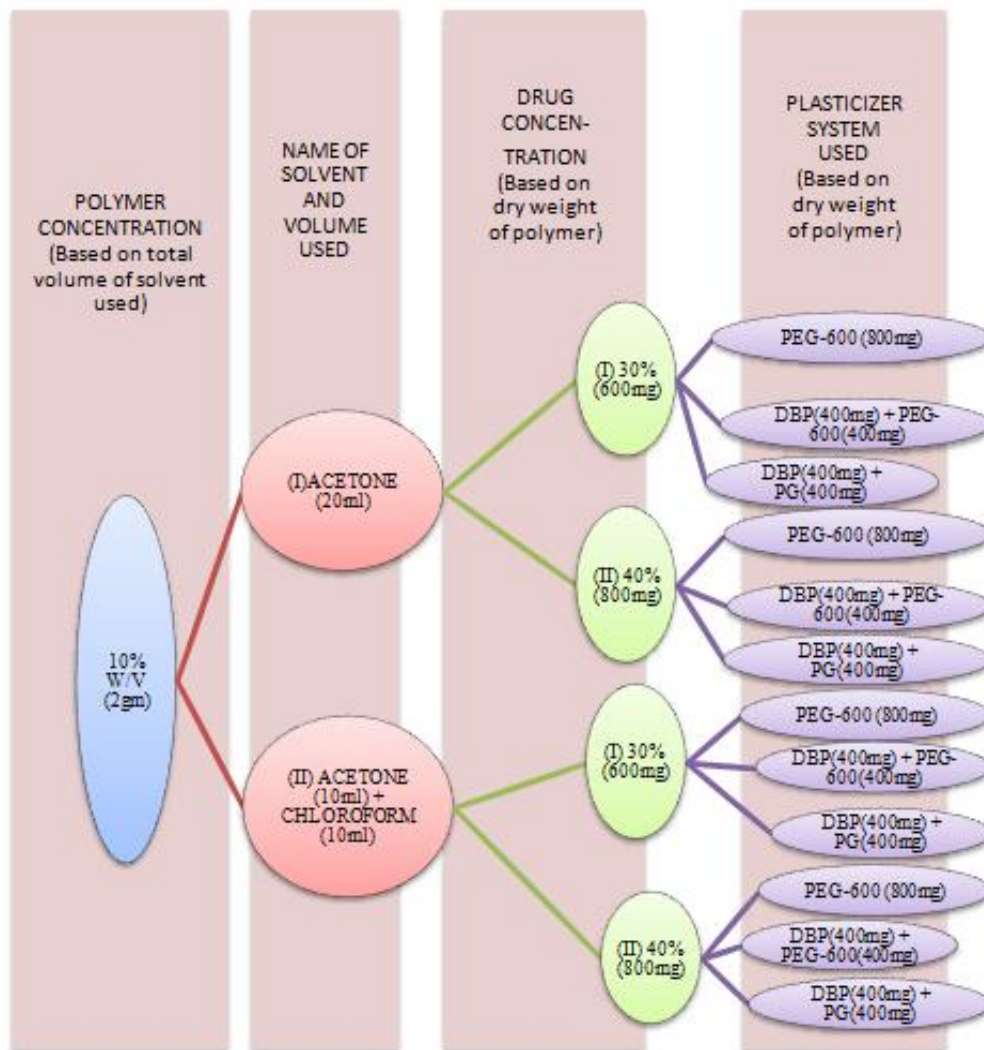 POLYMER
CONCENTRATION
(Based on total
volume of solvent
used)
NAME OF
SOLVENT
AND
VOLUME
USED
DRUG
CONCEN-
TRATION
(Based on
dry weight
of polymer)
PLASTICIZER
SYSTEM
USED
(Based on
dry weight
of polymer)
10%
W/V
(2gm)
(I)ACETONE
(20ml)
(II) ACETONE
(10ml) +
CHLOROFORM
(10ml)
(I) 30%
(600mg)
(II) 40%
(800mg)
(I) 30%
(600mg)
(II) 40%
(800mg)
PEG-600 (800mg)
DBP(400mg) + PEG-
600(400mg)
DBP(400mg) +
PG(400mg)
PEG-600 (800mg)
DBP(400mg) + PEG-
600(400mg)
DBP(400mg) +
PG(400mg)
PEG-600 (800mg)
DBP(400mg) + PEG-
600(400mg)
DBP(400mg) +
PG(400mg)
PEG-600 (800mg)
DBP(400mg) +
PEG-600(400mg)
DBP(400mg) +
PG(400mg)